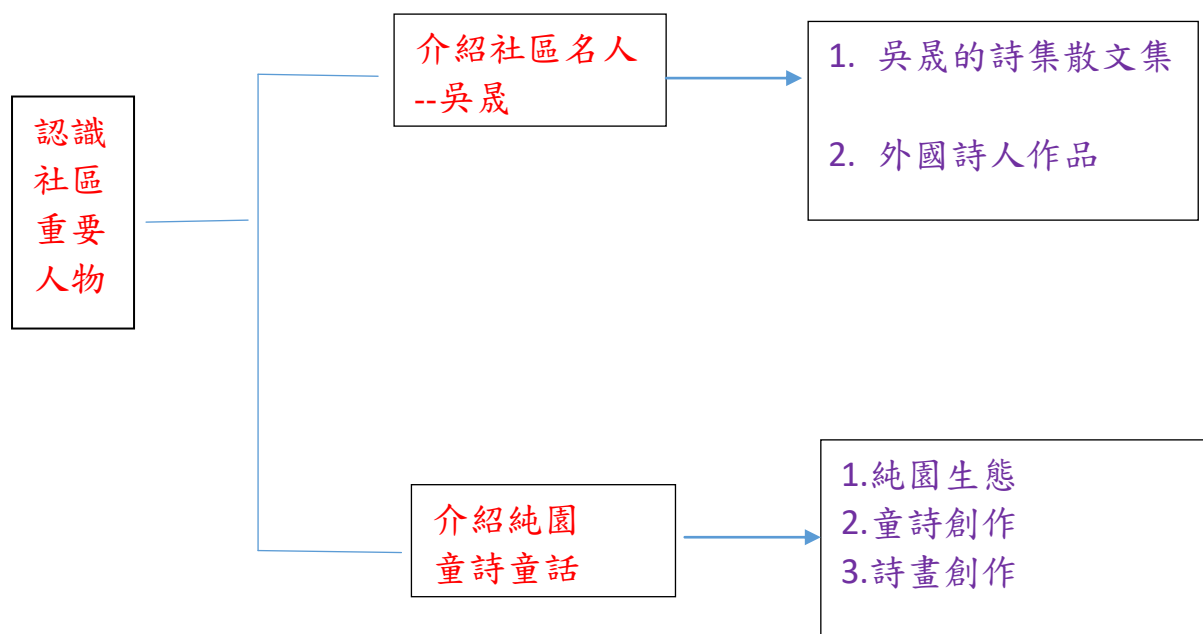 認識
社區
重要
人物
介紹社區名人
--吳晟
1. 吳晟的詩集散文集
2. 外國詩人作品
介紹純園
童詩童話
1.純園生態
2.童詩創作
3.詩畫創作